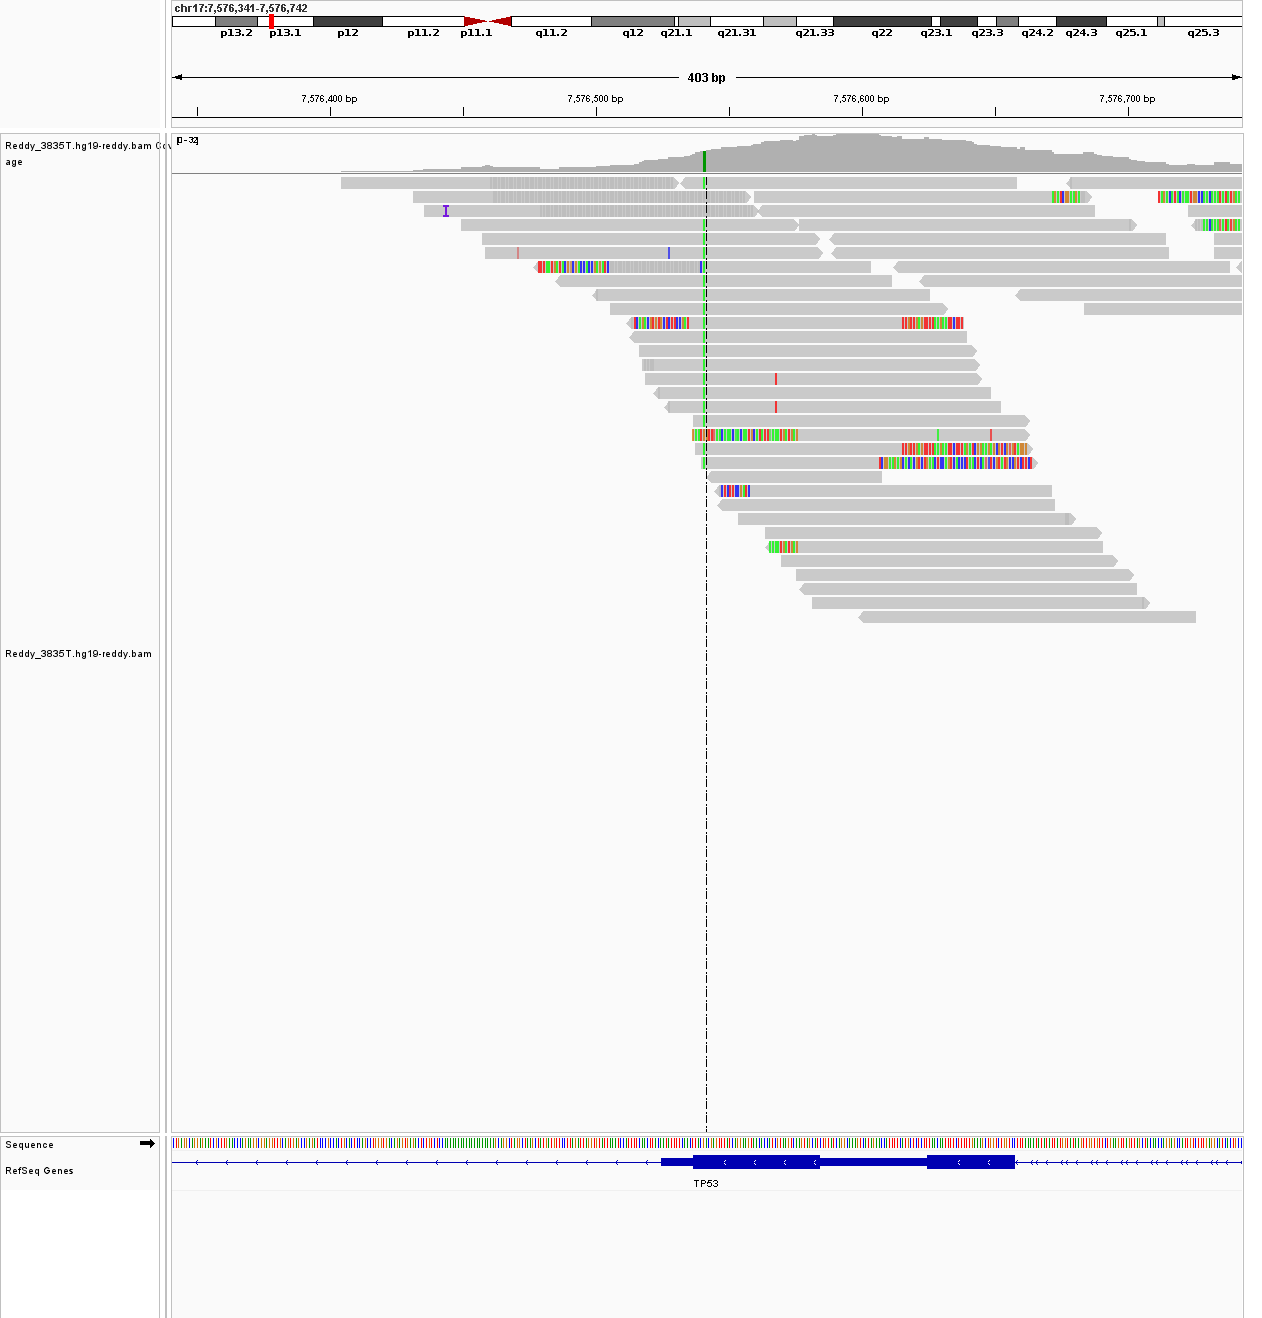 chr17:7,576,341-7,576,742
p13.2 p13.1 p12 p11.2 p11.1 q11.2 q12 q21.1 q21.31 q21.33 q22 q23.1 q23.3 q24.2 q24.3 q25.1 q25.3
403 bp
7,576,400 bp 7,576,500 bp 7,576,600 bp 7,576,700 bp
Reddy_3835T.hg19-reddy.bam Cov
age
[0-32]
I
Reddy_3835T.hg19-reddy.bam
Sequence
RefSeq Genes
TP53